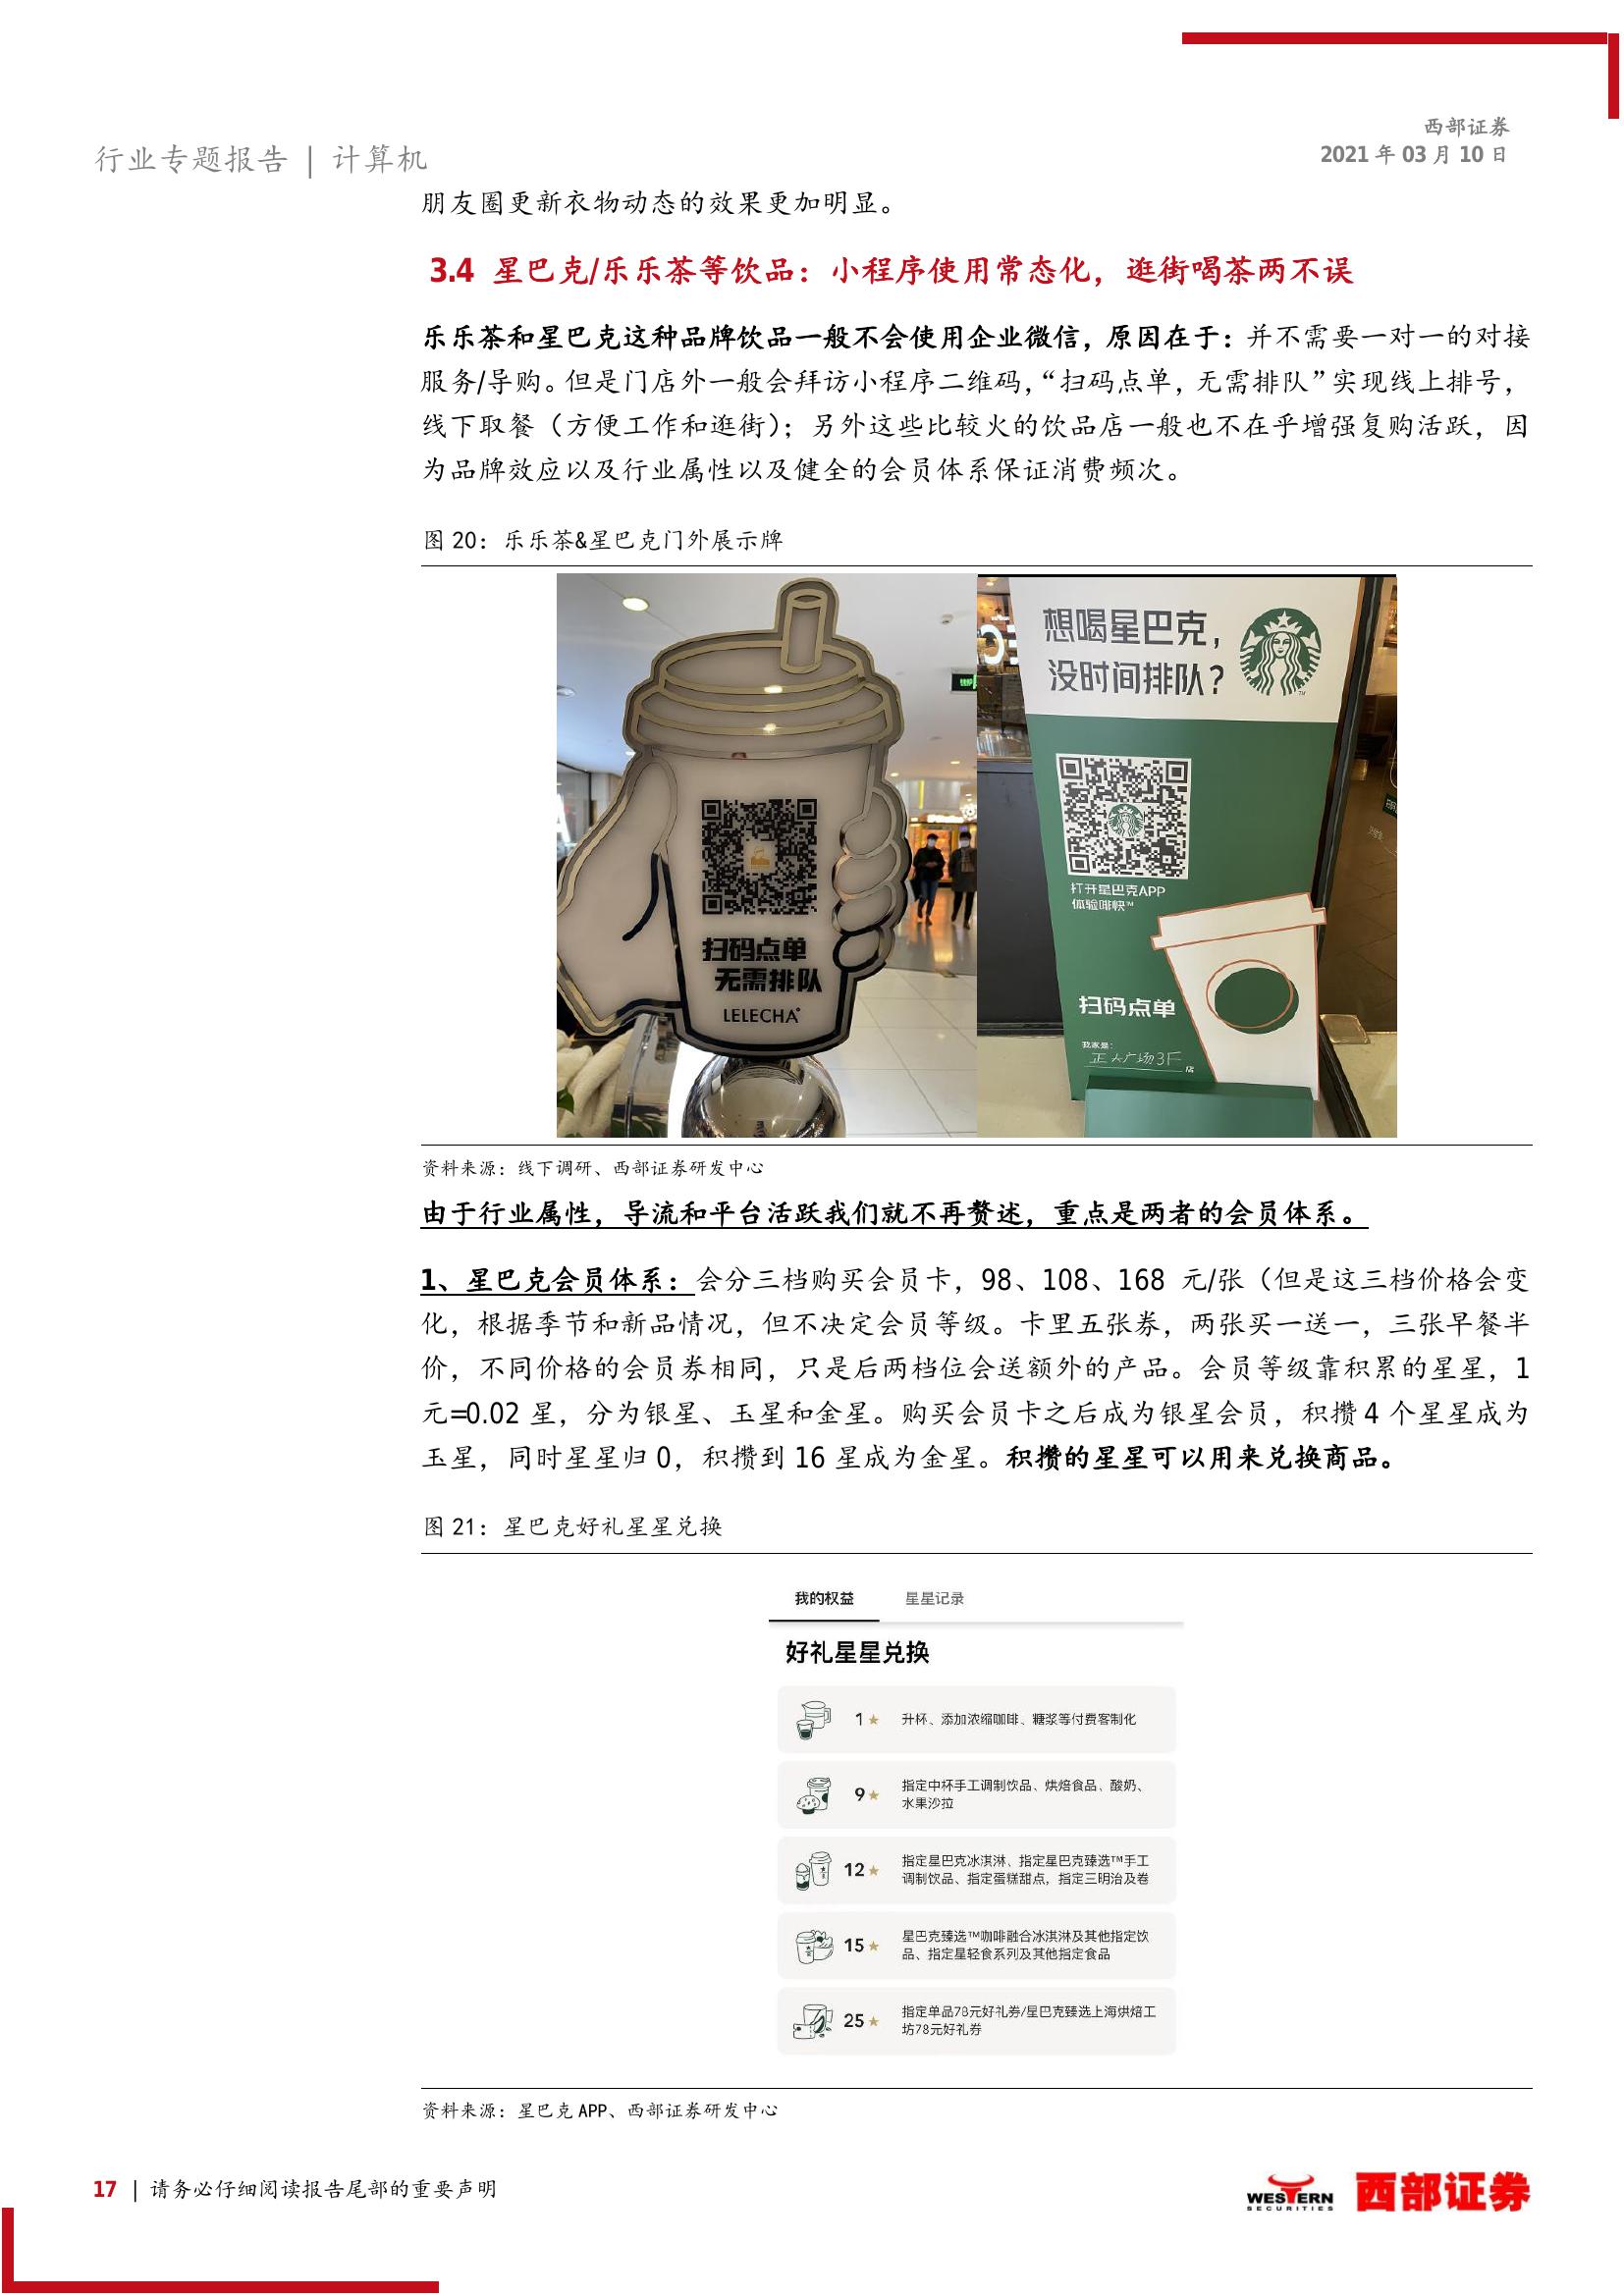 西部证券
行业专题报告 | 计算机
2021 年 03 月 10 日
朋友圈更新衣物动态的效果更加明显。
3.4 星巴克/乐乐茶等饮品：小程序使用常态化，逛街喝茶两不误
乐乐茶和星巴克这种品牌饮品一般不会使用企业微信，原因在于：并不需要一对一的对接
服务/导购。但是门店外一般会拜访小程序二维码，“扫码点单，无需排队”实现线上排号，
线下取餐（方便工作和逛街）；另外这些比较火的饮品店一般也不在乎增强复购活跃，因
为品牌效应以及行业属性以及健全的会员体系保证消费频次。
图 20：乐乐茶&星巴克门外展示牌
扫码点单
无需排队
LELECHA
想喝星巴克，
没时间排队？
打开星巴克APP
体验啡快™
扫码点单
我家是：
正大广场3F
店
资料来源：线下调研、西部证券研发中心
由于行业属性，导流和平台活跃我们就不再赘述，重点是两者的会员体系。
1、星巴克会员体系：会分三档购买会员卡，98、108、168 元/张（但是这三档价格会变
化，根据季节和新品情况，但不决定会员等级。卡里五张券，两张买一送一，三张早餐半
价，不同价格的会员券相同，只是后两档位会送额外的产品。会员等级靠积累的星星，1
元=0.02 星，分为银星、玉星和金星。购买会员卡之后成为银星会员，积攒 4 个星星成为
玉星，同时星星归 0，积攒到 16 星成为金星。积攒的星星可以用来兑换商品。
图 21：星巴克好礼星星兑换
我的权益 星星记录
好礼星星兑换
1★ 升杯、添加浓缩咖啡、糖浆等付费客制化
9★ 指定中杯手工调制饮品、烘焙食品、酸奶、
水果沙拉
12★ 指定星巴克冰淇淋、指定星巴克臻选™手工
调制饮品、指定蛋糕甜点，指定三明治及卷
15★ 星巴克臻选™咖啡融合冰淇淋及其他指定饮
品、指定星轻食系列及其他指定食品
25★ 指定单品78元好礼券/星巴克臻选上海烘焙工
坊78元好礼券
资料来源：星巴克 APP、西部证券研发中心
17 | 请务必仔细阅读报告尾部的重要声明
WESTERN
SECURITIES
西部证券